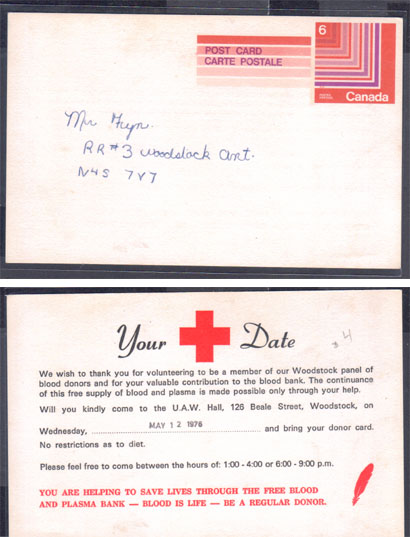 6
POST CARD
CARTE POSTALE
Canada
Mr Fryn.
RR#3 Woodstock Ont.
N4S 7V7
Your Date
$4
We wish to thank you for volunteering to be a member of our Woodstock panel of
blood donors and for your valuable contribution to the blood bank. The continuance
of this free supply of blood and plasma is made possible only through your help.
Will you kindly come to the U.A.W. Hall, 126 Beale Street, Woodstock, on
Wednesday, MAY 12 1976 and bring your donor card.
No restrictions as to diet.
Please feel free to come between the hours of: 1:00 - 4:00 or 6:00 - 9:00 p.m.
YOU ARE HELPING TO SAVE LIVES THROUGH THE FREE BLOOD
AND PLASMA BANK — BLOOD IS LIFE — BE A REGULAR DONOR.